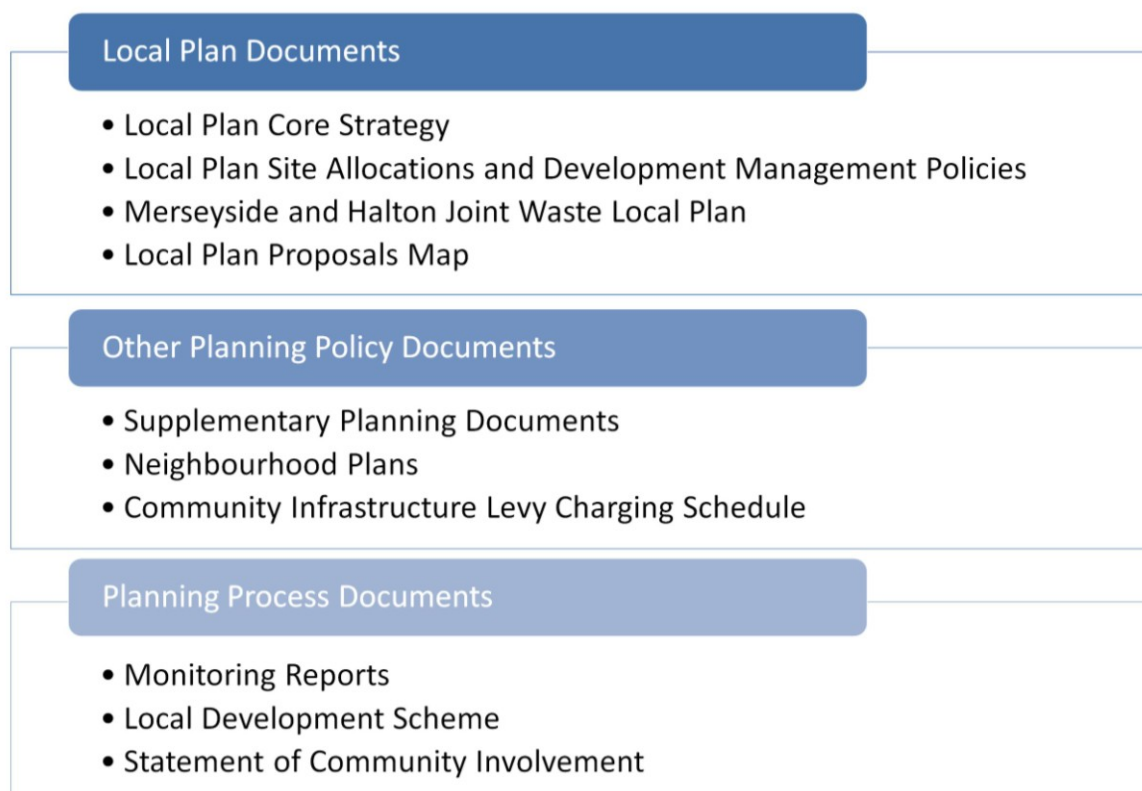 Local Plan Documents
• Local Plan Core Strategy
• Local Plan Site Allocations and Development Management Policies
• Merseyside and Halton Joint Waste Local Plan
• Local Plan Proposals Map
Other Planning Policy Documents
• Supplementary Planning Documents
• Neighbourhood Plans
• Community Infrastructure Levy Charging Schedule
Planning Process Documents
• Monitoring Reports
• Local Development Scheme
• Statement of Community Involvement